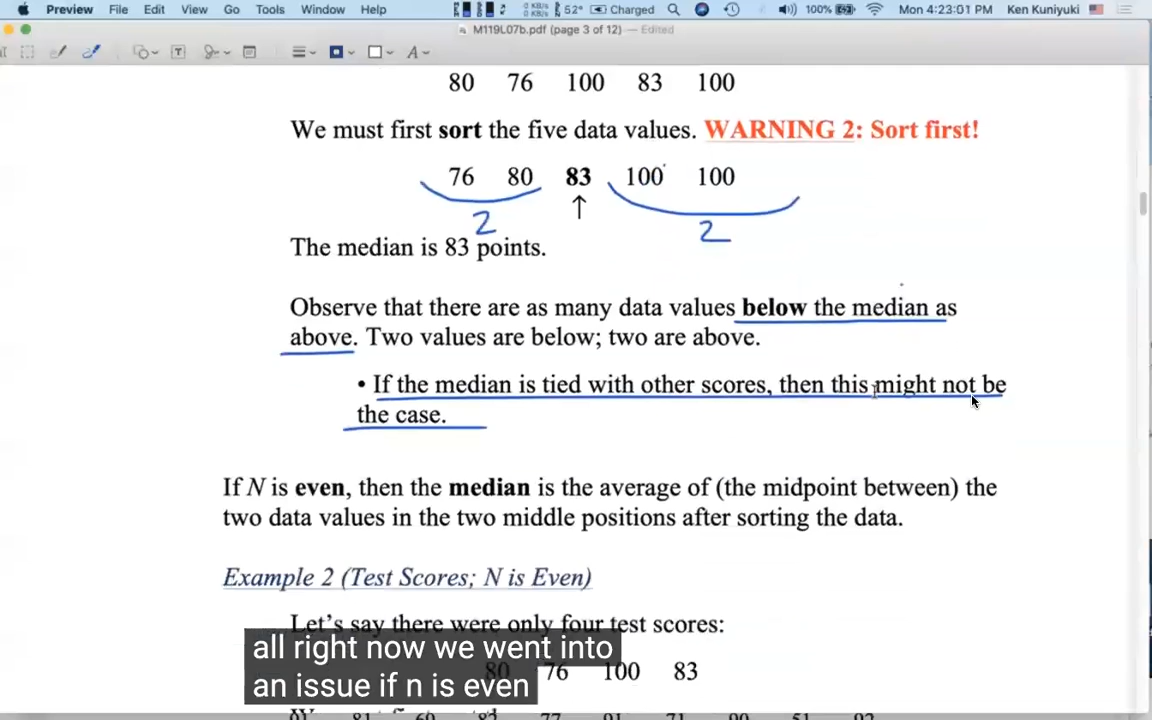 Preview File Edit View Go Tools Window Help 52° Charged 100% Mon 4:23:01 PM Ken Kuniyuki
M119L07b.pdf (page 3 of 12) — Edited
80 76 100 83 100
We must first sort the five data values. WARNING 2: Sort first!
76 80 83 100 100
2 2
The median is 83 points.
Observe that there are as many data values below the median as
above. Two values are below; two are above.
• If the median is tied with other scores, then this might not be
the case.
If N is even, then the median is the average of (the midpoint between) the
two data values in the two middle positions after sorting the data.
Example 2 (Test Scores; N is Even)
Let's say there were only four test scores:
all right now we went into
80 76 100 83
an issue if n is even